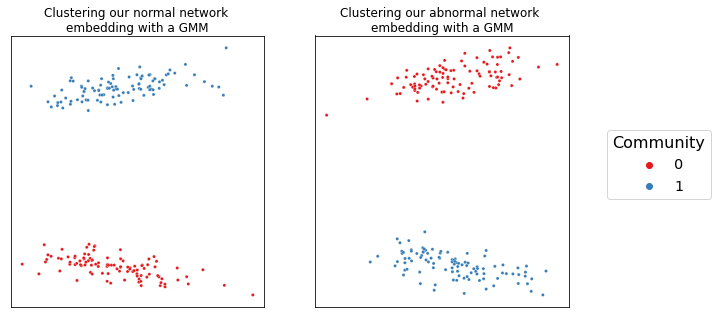 Clustering our normal network
embedding with a GMM
Clustering our abnormal network
embedding with a GMM
Community
0
1